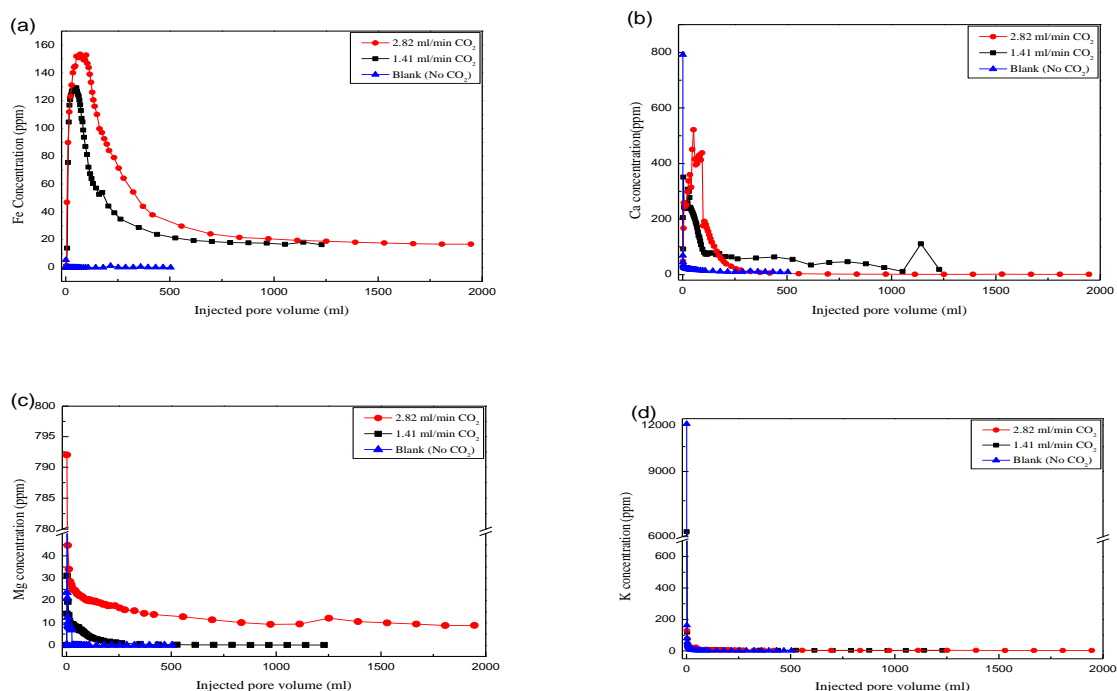 (a)
160
140
120
100
80
60
40
20
0
Fe Concentration (ppm)
2.82 ml/min CO₂
1.41 ml/min CO₂
Blank (No CO₂)
0 500 1000 1500 2000
Injected pore volume (ml)
(b)
800
600
400
200
0
Ca concentration(ppm)
2.82 ml/min CO₂
1.41 ml/min CO₂
Blank (No CO₂)
0 500 1000 1500 2000
Injected pore volume (ml)
(c)
800
795
790
785
780
40
30
20
10
0
Mg concentration (ppm)
2.82 ml/min CO₂
1.41 ml/min CO₂
Blank (No CO₂)
0 500 1000 1500 2000
Injected pore volume (ml)
(d)
12000
9000
6000
600
400
200
0
K concentration (ppm)
2.82 ml/min CO₂
1.41 ml/min CO₂
Blank (No CO₂)
0 500 1000 1500 2000
Injected pore volume (ml)